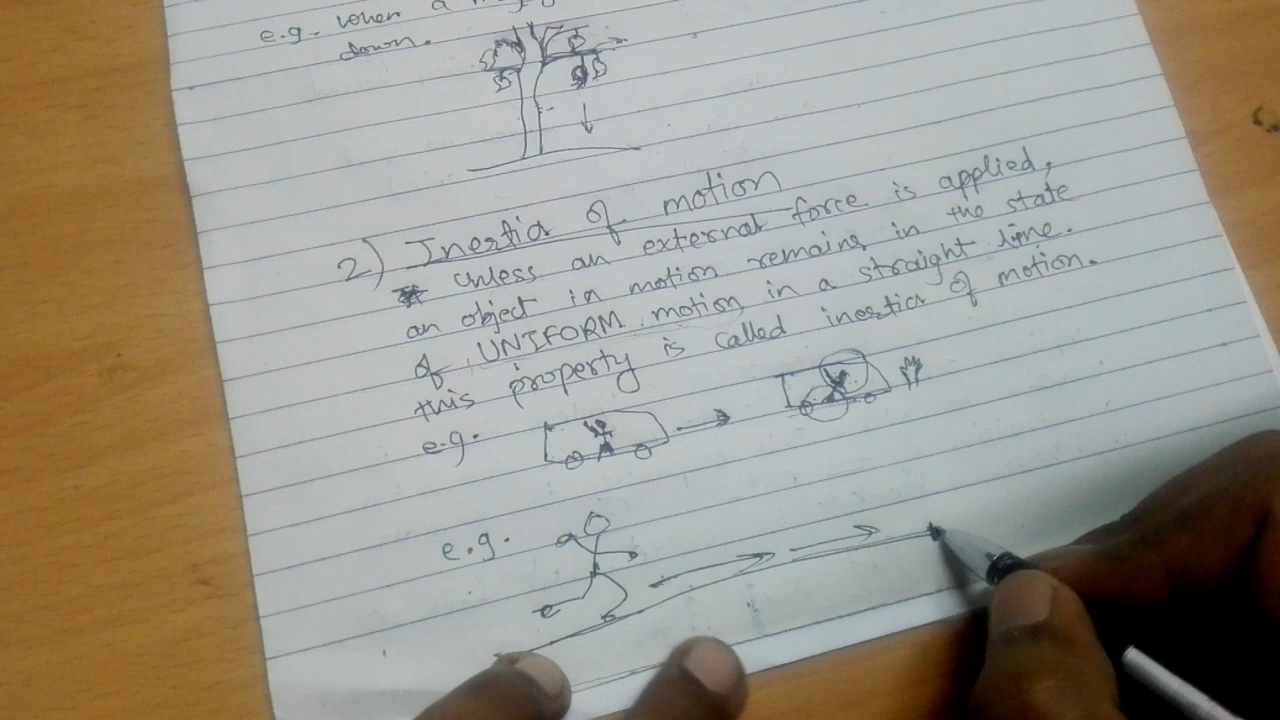 e.g. when a
down.
2) Inertia of motion
unless an external force is applied,
an object in motion remains in the state
of UNIFORM motion in a straight line.
this property is called inertia of motion.
e.g.
e.g.